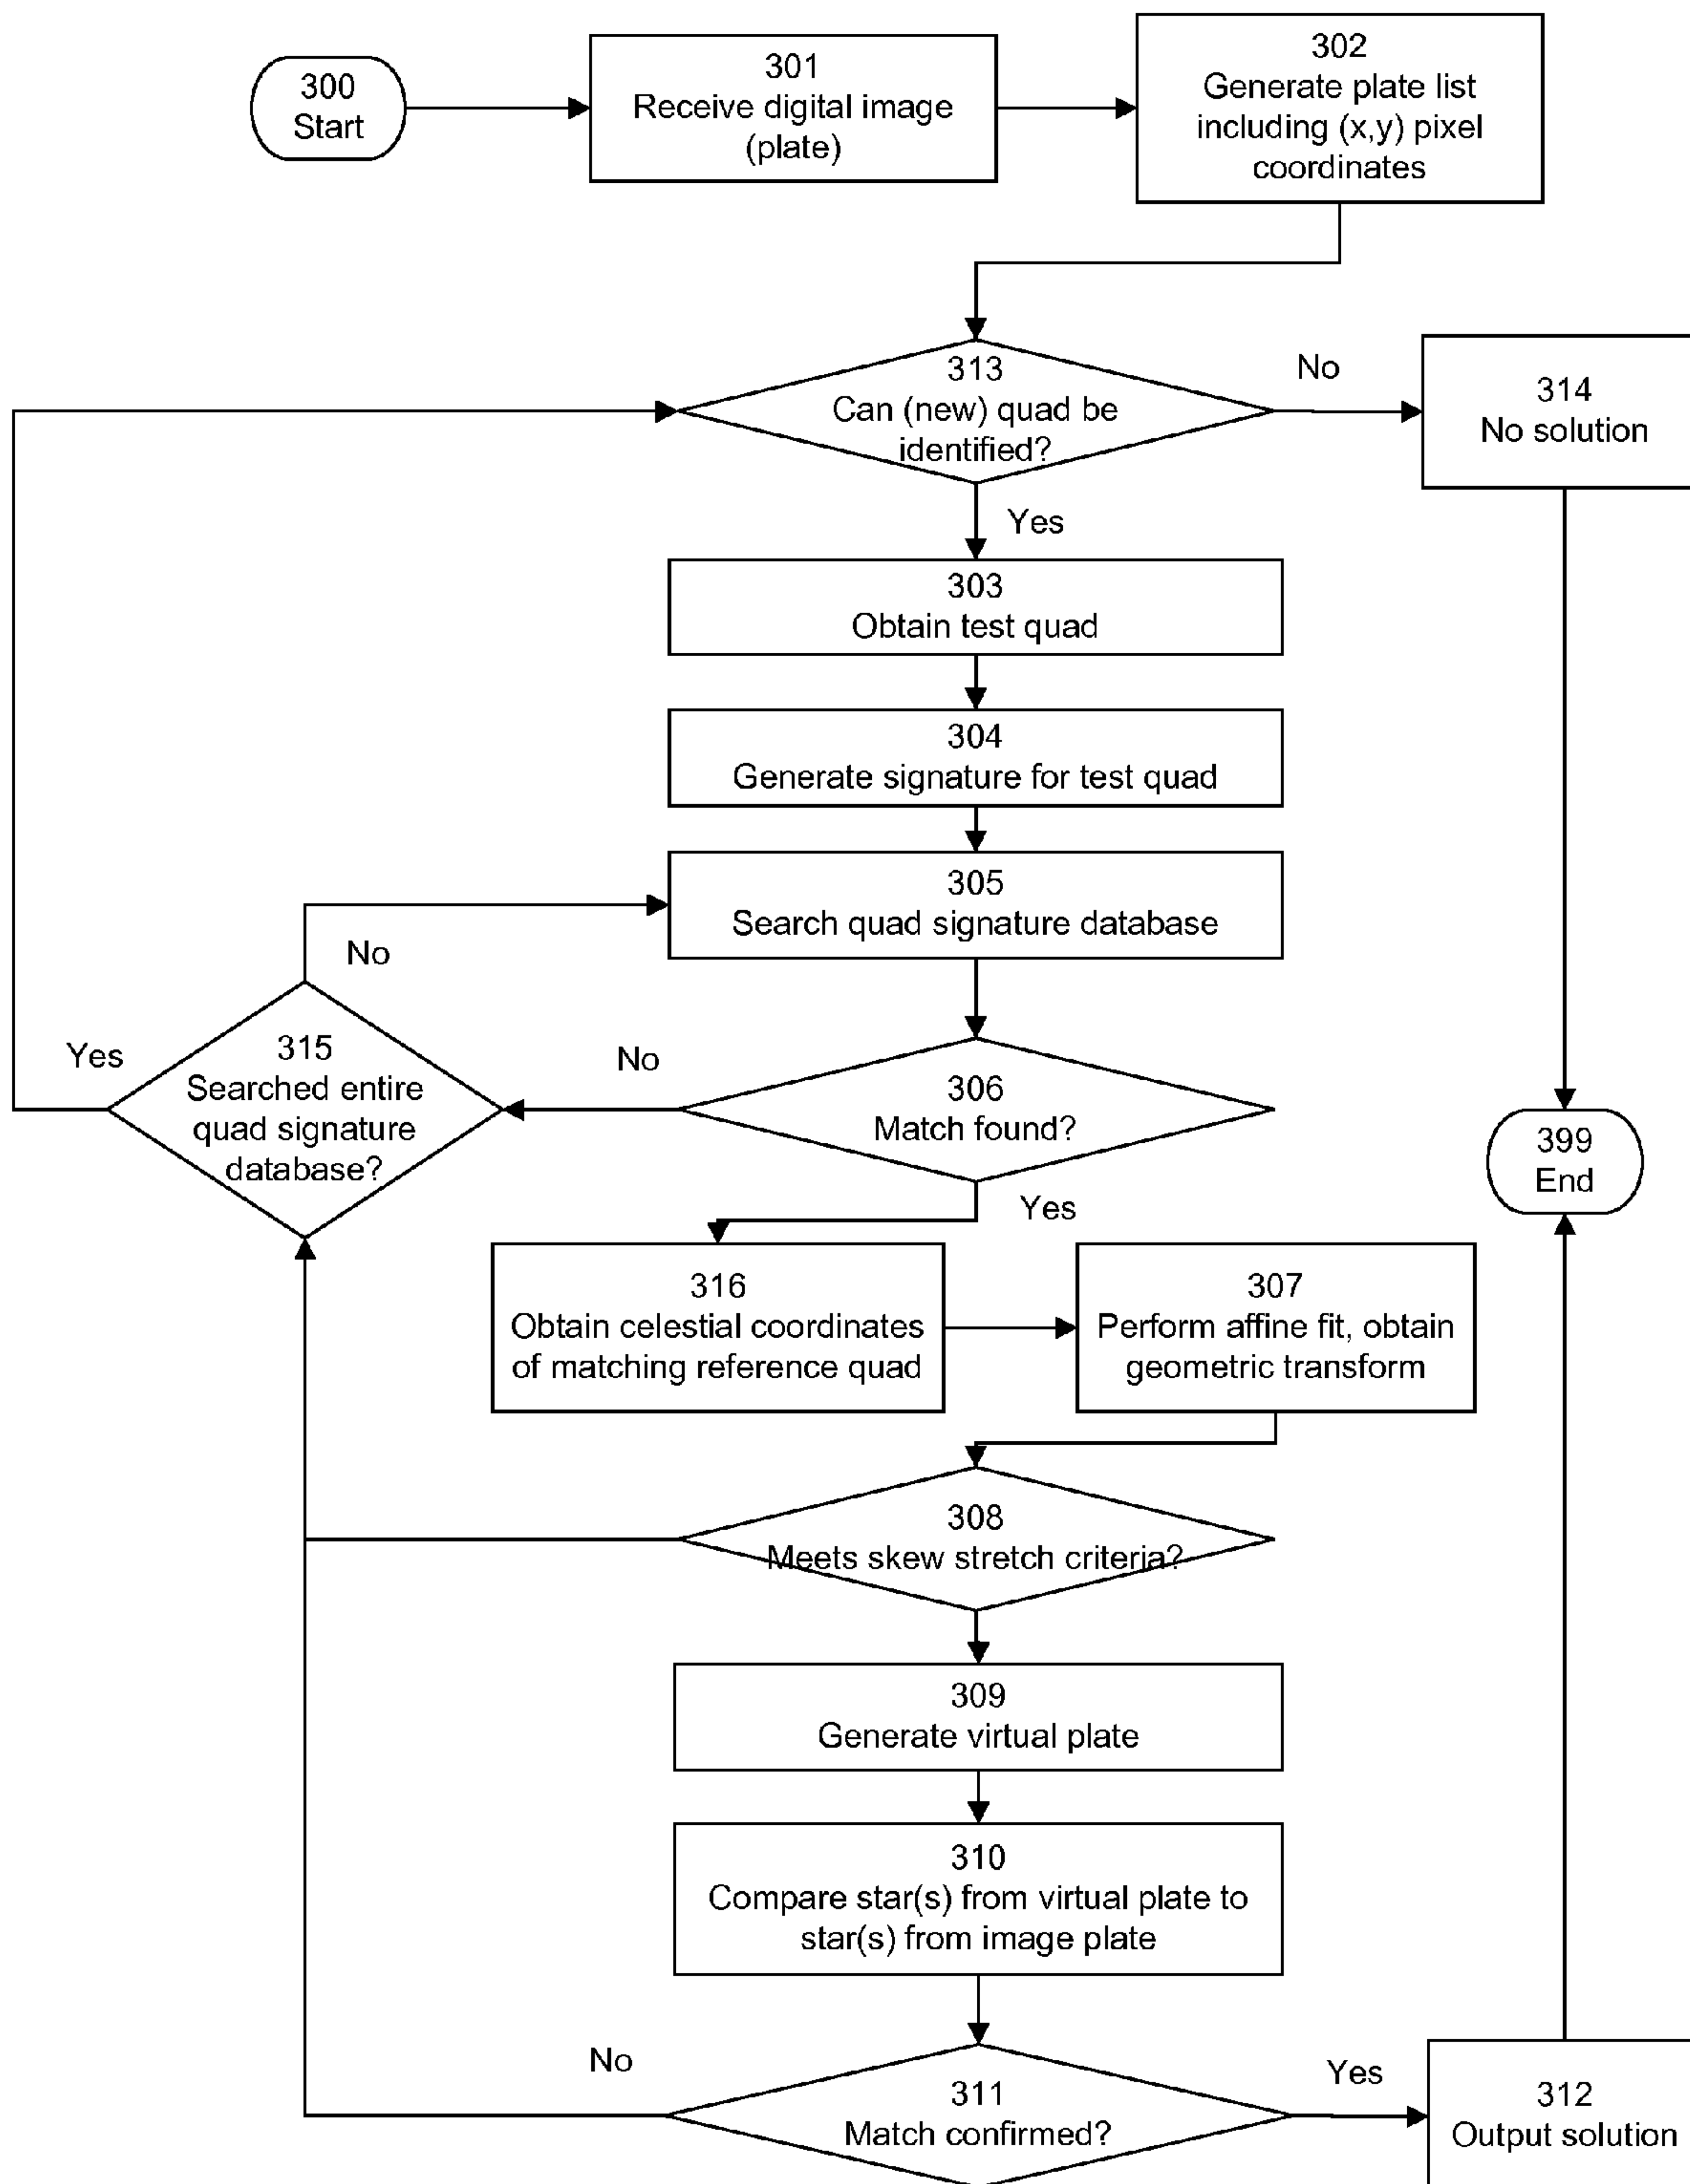 300
Start
301
Receive digital image
(plate)
302
Generate plate list
including (x,y) pixel
coordinates
313
Can (new) quad be
identified?
No
314
No solution
Yes
303
Obtain test quad
304
Generate signature for test quad
305
Search quad signature database
No
Yes
315
Searched entire
quad signature
database?
No
306
Match found?
399
End
Yes
316
Obtain celestial coordinates
of matching reference quad
307
Perform affine fit, obtain
geometric transform
308
Meets skew stretch criteria?
309
Generate virtual plate
310
Compare star(s) from virtual plate to
star(s) from image plate
No
311
Match confirmed?
Yes
312
Output solution